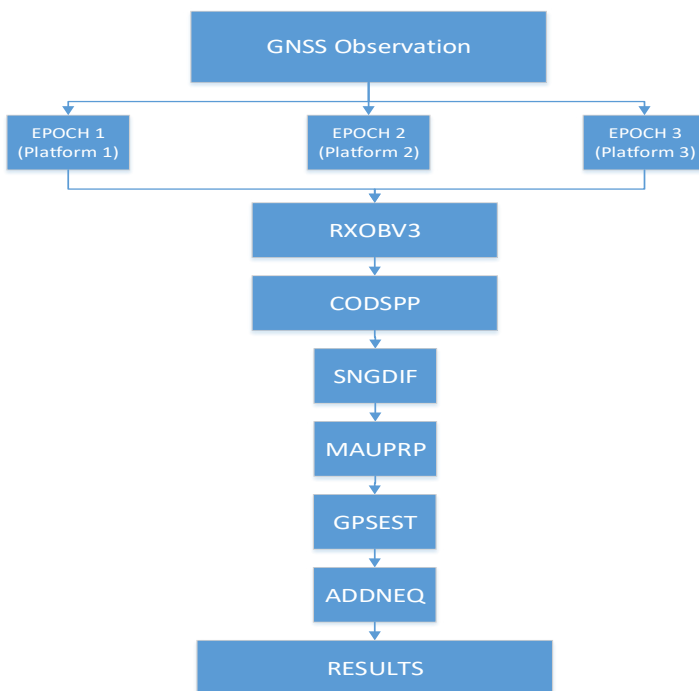 GNSS Observation
EPOCH 1
(Platform 1)
EPOCH 2
(Platform 2)
EPOCH 3
(Platform 3)
RXOBV3
CODSPP
SNGDIF
MAUPRP
GPSEST
ADDNEQ
RESULTS